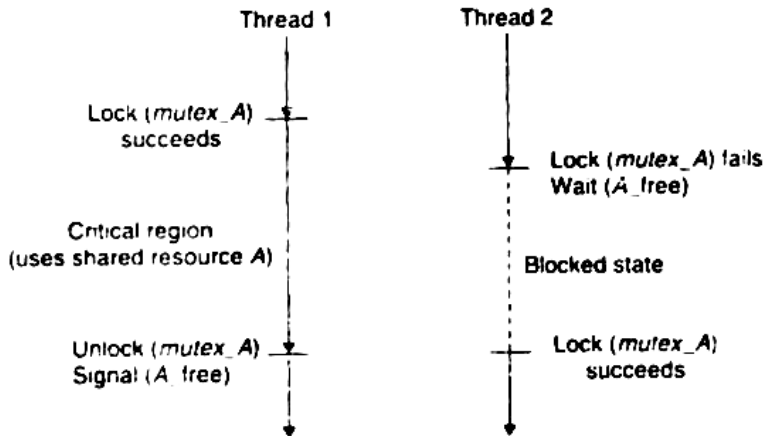 Thread 1
Thread 2
Lock (mutex_A)
succeeds
Lock (mutex_A) fails
Wait (A_free)
Critical region
(uses shared resource A)
Blocked state
Unlock (mutex_A)
Signal (A_free)
Lock (mutex_A)
succeeds